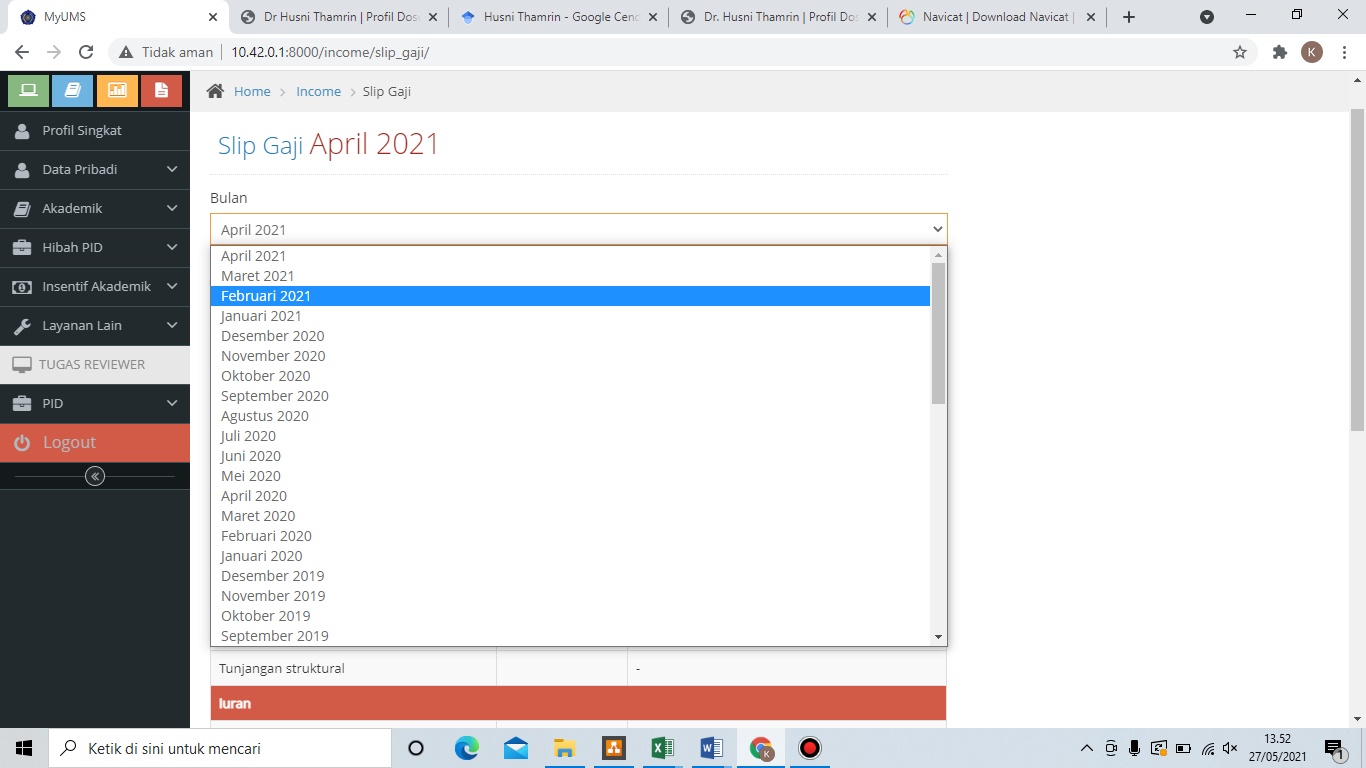 MyUMS
Dr Husni Thamrin | Profil Dos
Husni Thamrin - Google Cend
Dr. Husni Thamrin | Profil Dos
Navicat | Download Navicat |
Tidak aman
10.42.0.1:8000/income/slip_gaji/
K
Home
Income
Slip Gaji
Profil Singkat
Data Pribadi
Akademik
Hibah PID
Insentif Akademik
Layanan Lain
TUGAS REVIEWER
PID
Logout
Slip Gaji April 2021
Bulan
April 2021
April 2021
Maret 2021
Februari 2021
Januari 2021
Desember 2020
November 2020
Oktober 2020
September 2020
Agustus 2020
Juli 2020
Juni 2020
Mei 2020
April 2020
Maret 2020
Februari 2020
Januari 2020
Desember 2019
November 2019
Oktober 2019
September 2019
Tunjangan struktural
-
Iuran
Ketik di sini untuk mencari
K
13.52
27/05/2021
1